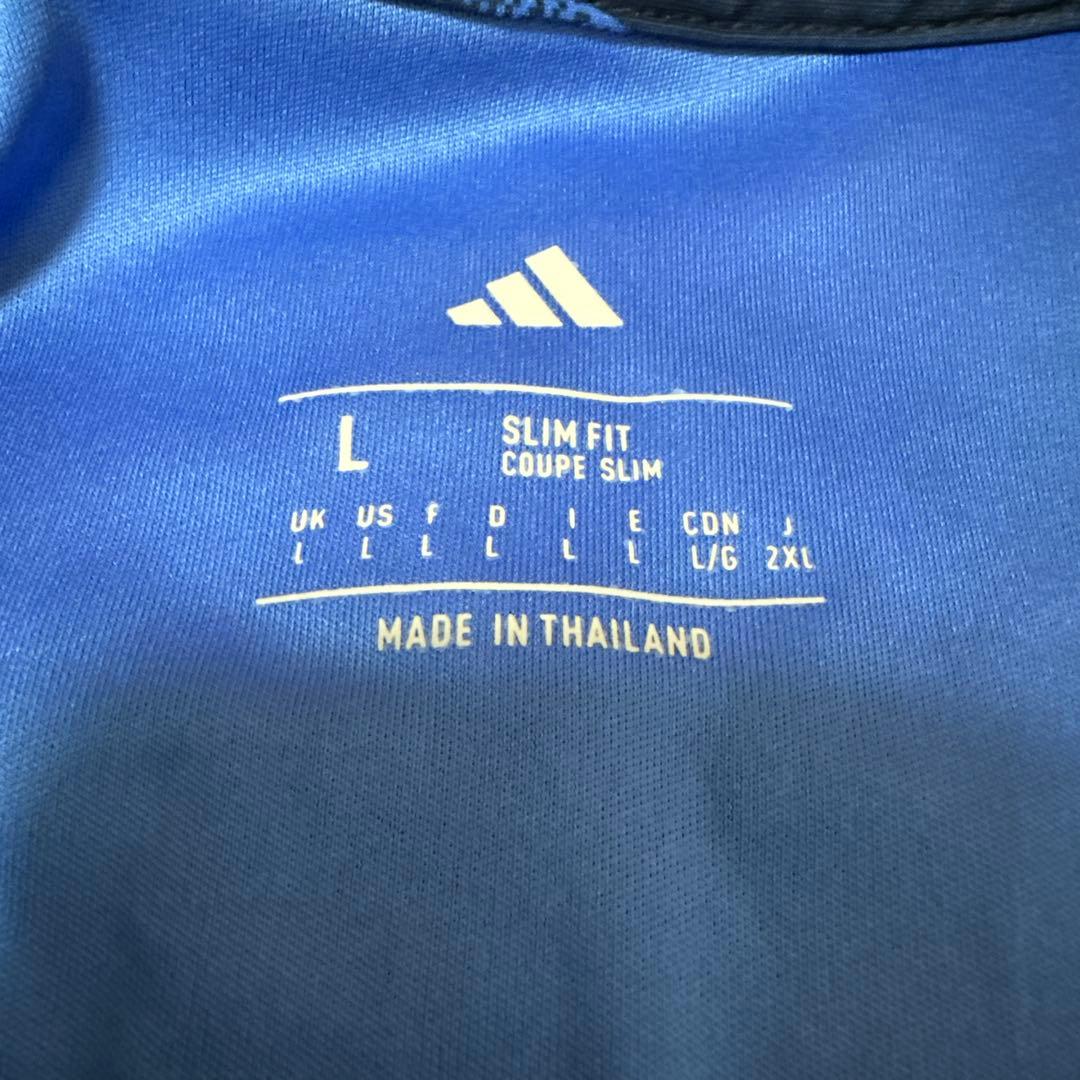 L SLIM FIT
COUPE SLIM
UK US F D I E CDN J
L L L L L L L/G 2XL
MADE IN THAILAND